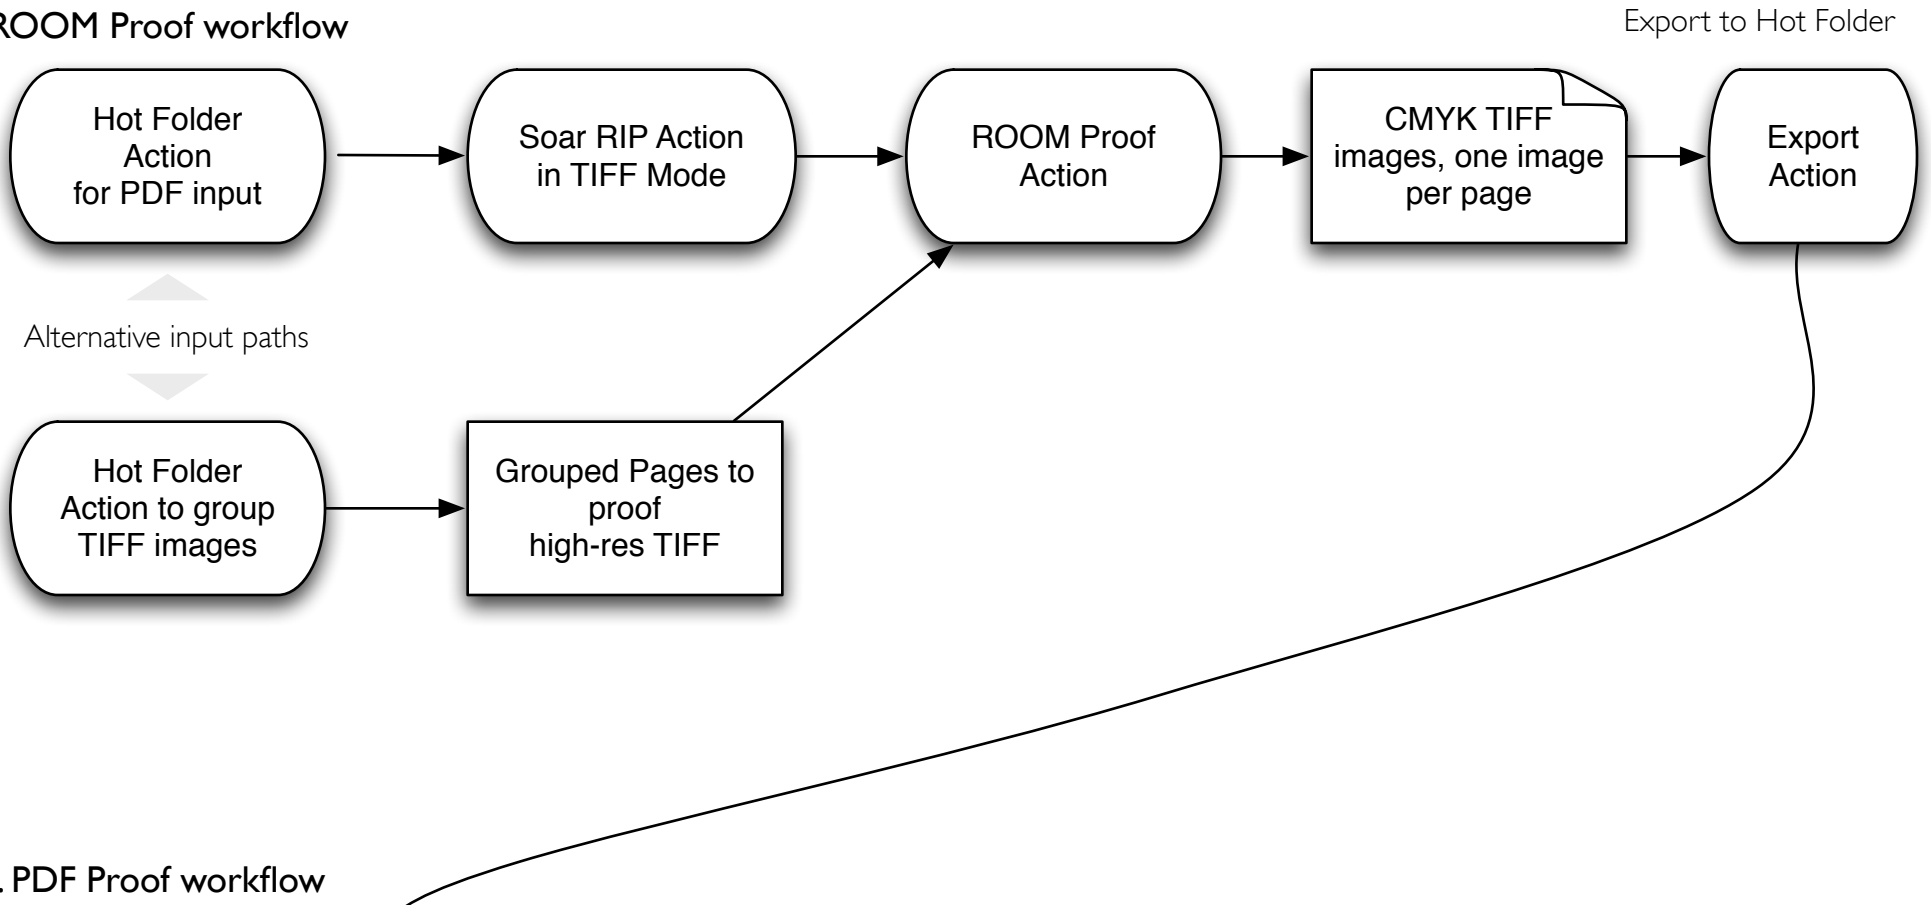 ROOM Proof workflow
Export to Hot Folder
Hot Folder
Action
for PDF input
Soar RIP Action
in TIFF Mode
ROOM Proof
Action
CMYK TIFF
images, one image
per page
Export
Action
Alternative input paths
Hot Folder
Action to group
TIFF images
Grouped Pages to
proof
high-res TIFF
. PDF Proof workflow